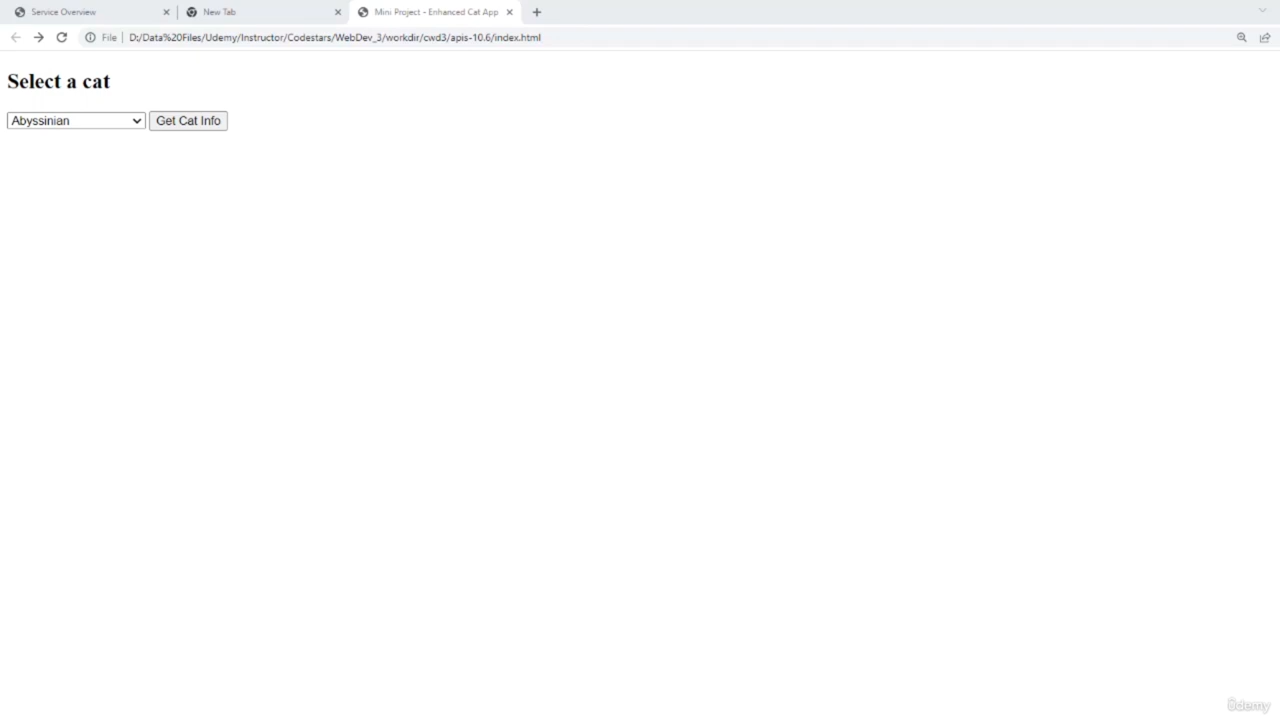 Service Overview
New Tab
Mini Project - Enhanced Cat App
File D:/Data%20Files/Udemy/Instructor/Codestars/WebDev_3/workdir/cwd3/apis-10.6/index.html
Select a cat
Abyssinian Get Cat Info
ûdemy